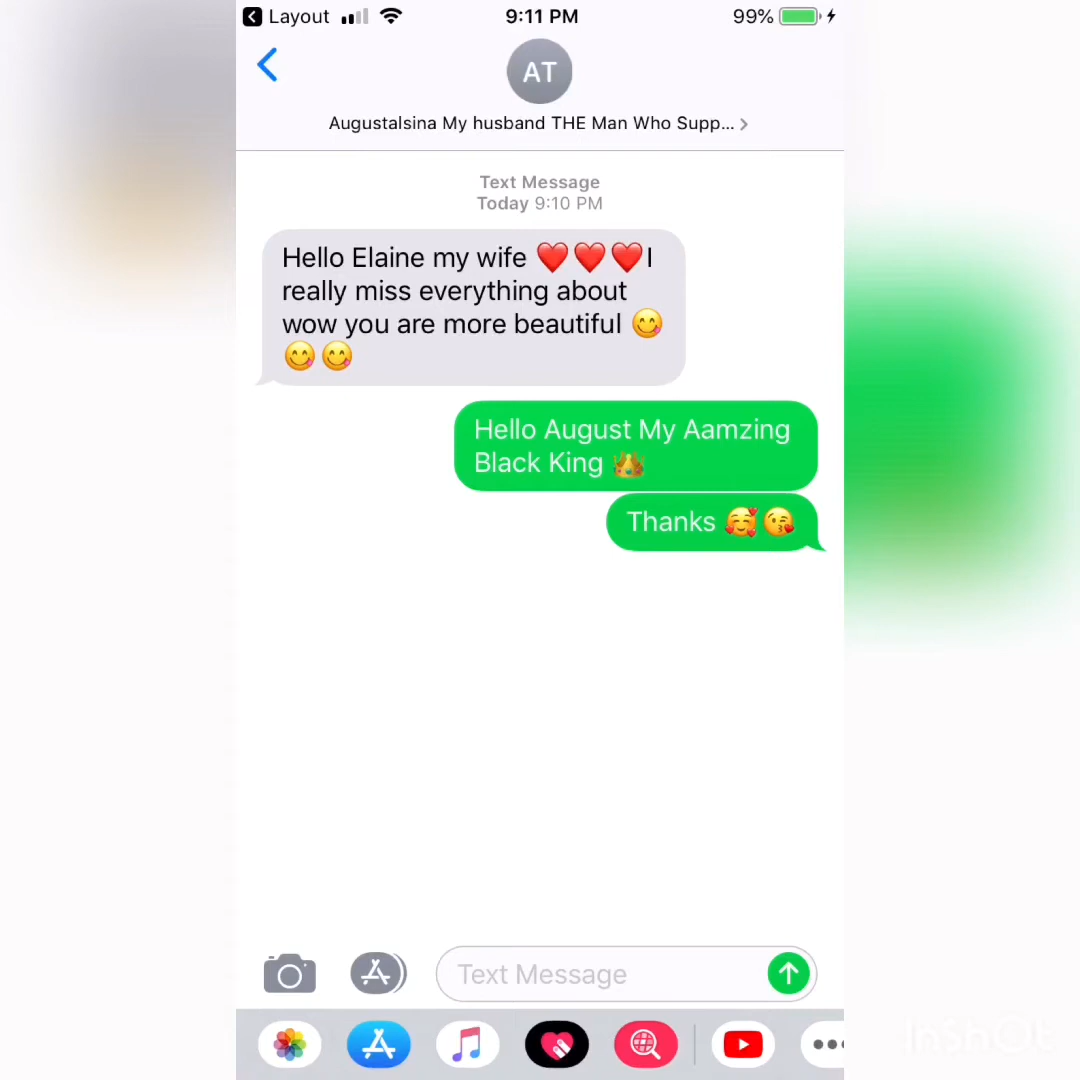 Layout
9:11 PM
99%
AT
Augustalsina My husband THE Man Who Supp...
Text Message
Today 9:10 PM
Hello Elaine my wife ❤️❤️❤️I
really miss everything about
wow you are more beautiful 😋
😋😋
Hello August My Aamzing
Black King 👑
Thanks 🥰😘
Text Message
InShOt